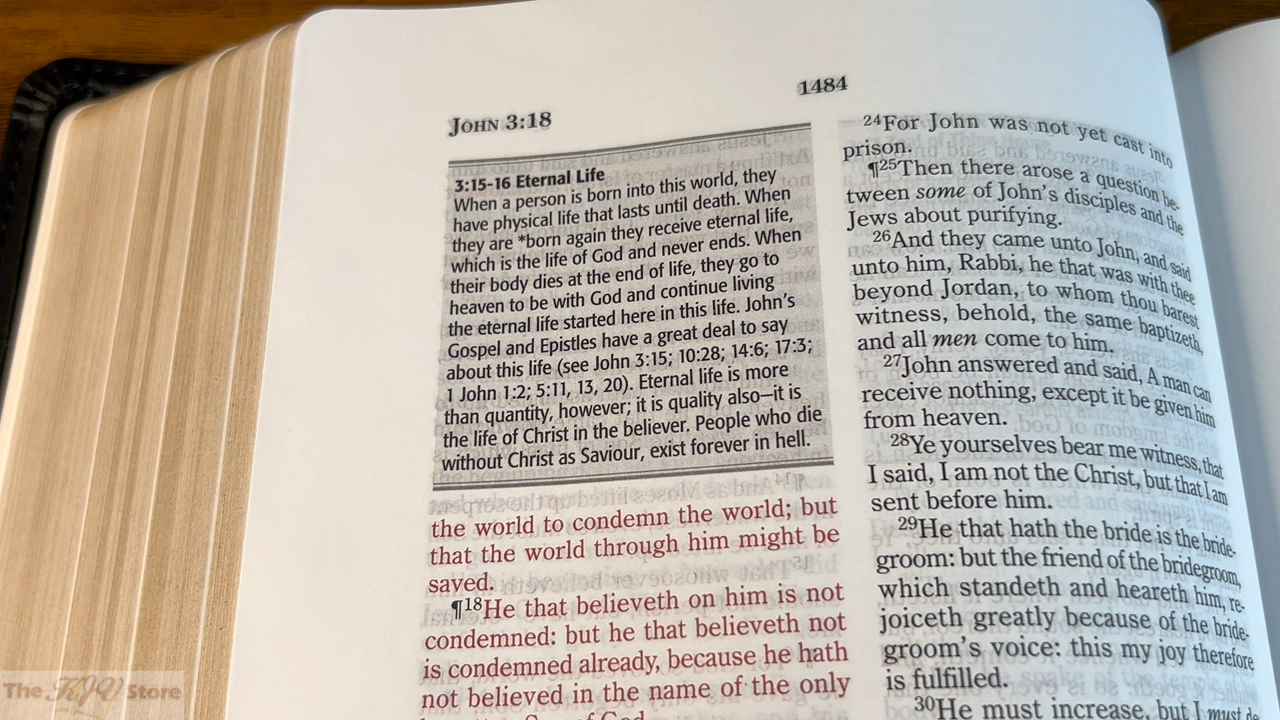 1484
JOHN 3:18
3:15-16 Eternal Life
When a person is born into this world, they
have physical life that lasts until death. When
they are *born again they receive eternal life,
which is the life of God and never ends. When
their body dies at the end of life, they go to
heaven to be with God and continue living
the eternal life started here in this life. John's
Gospel and Epistles have a great deal to say
about this life (see John 3:15; 10:28; 14:6; 17:3;
1 John 1:2; 5:11, 13, 20). Eternal life is more
than quantity, however; it is quality also—it is
the life of Christ in the believer. People who die
without Christ as Saviour, exist forever in hell.
the world to condemn the world; but
that the world through him might be
saved.
¶18He that believeth on him is not
condemned: but he that believeth not
is condemned already, because he hath
not believed in the name of the only
24For John was not yet cast into
prison.
¶25Then there arose a question be-
tween some of John's disciples and the
Jews about purifying.
26And they came unto John, and said
unto him, Rabbi, he that was with thee
beyond Jordan, to whom thou barest
witness, behold, the same baptizeth,
and all men come to him.
27John answered and said, A man can
receive nothing, except it be given him
from heaven.
28Ye yourselves bear me witness, that
I said, I am not the Christ, but that I am
sent before him.
29He that hath the bride is the bride-
groom: but the friend of the bridegroom,
which standeth and heareth him, re-
joiceth greatly because of the bride-
groom's voice: this my joy therefore
is fulfilled.
30He must increase, but I must de
The KJV Store